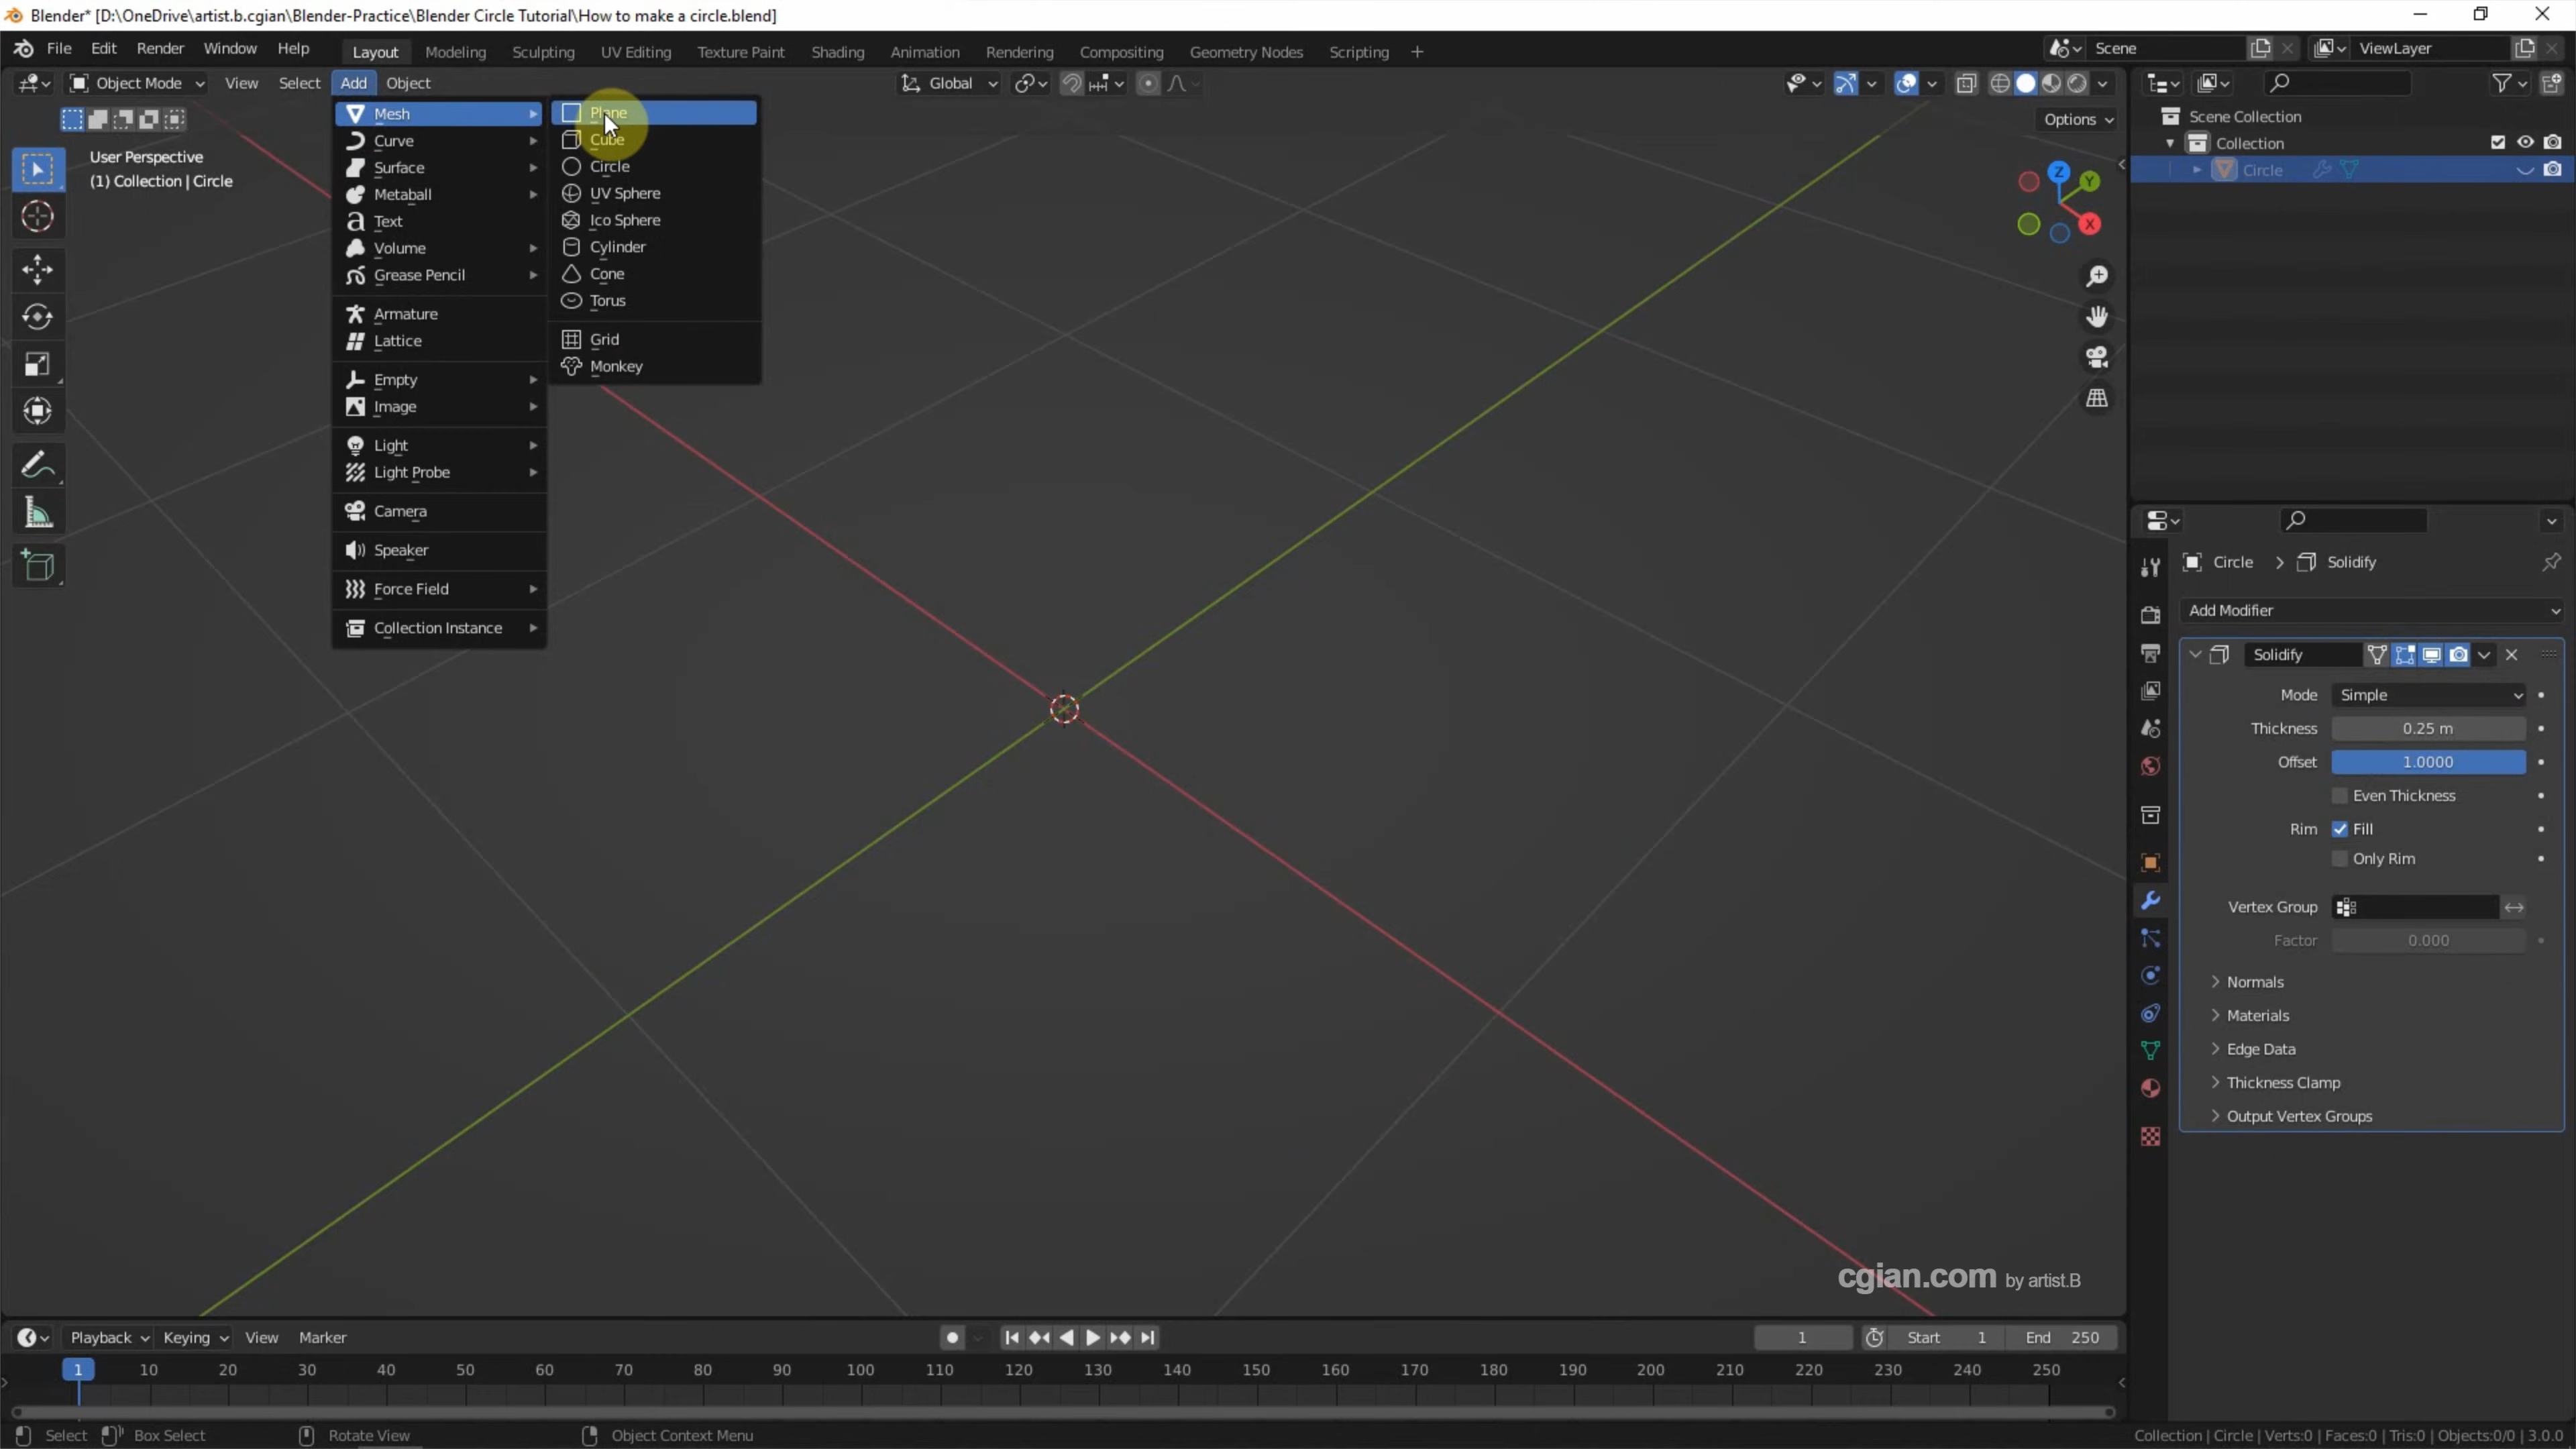 Blender* [D:\OneDrive\artist.b.cgian\Blender-Practice\Blender Circle Tutorial\How to make a circle.blend]
File Edit Render Window Help Layout Modeling Sculpting UV Editing Texture Paint Shading Animation Rendering Compositing Geometry Nodes Scripting + Scene ViewLayer
Object Mode View Select Add Object Global
Options
User Perspective
(1) Collection | Circle
Mesh
Curve
Surface
Metaball
Text
Volume
Grease Pencil
Armature
Lattice
Empty
Image
Light
Light Probe
Camera
Speaker
Force Field
Collection Instance
Plane
Cube
Circle
UV Sphere
Ico Sphere
Cylinder
Cone
Torus
Grid
Monkey
Z
Y
X
Scene Collection
Collection
Circle
Circle > Solidify
Add Modifier
Solidify
Mode Simple
Thickness 0.25 m
Offset 1.0000
Even Thickness
Rim Fill
Only Rim
Vertex Group
Factor 0.000
Normals
Materials
Edge Data
Thickness Clamp
Output Vertex Groups
cgian.com by artist.B
Playback Keying View Marker 1 Start 1 End 250
1 10 20 30 40 50 60 70 80 90 100 110 120 130 140 150 160 170 180 190 200 210 220 230 240 250
Select Box Select Rotate View Object Context Menu Collection | Circle | Verts:0 | Faces:0 | Tris:0 | Objects:0/0 | 3.0.0